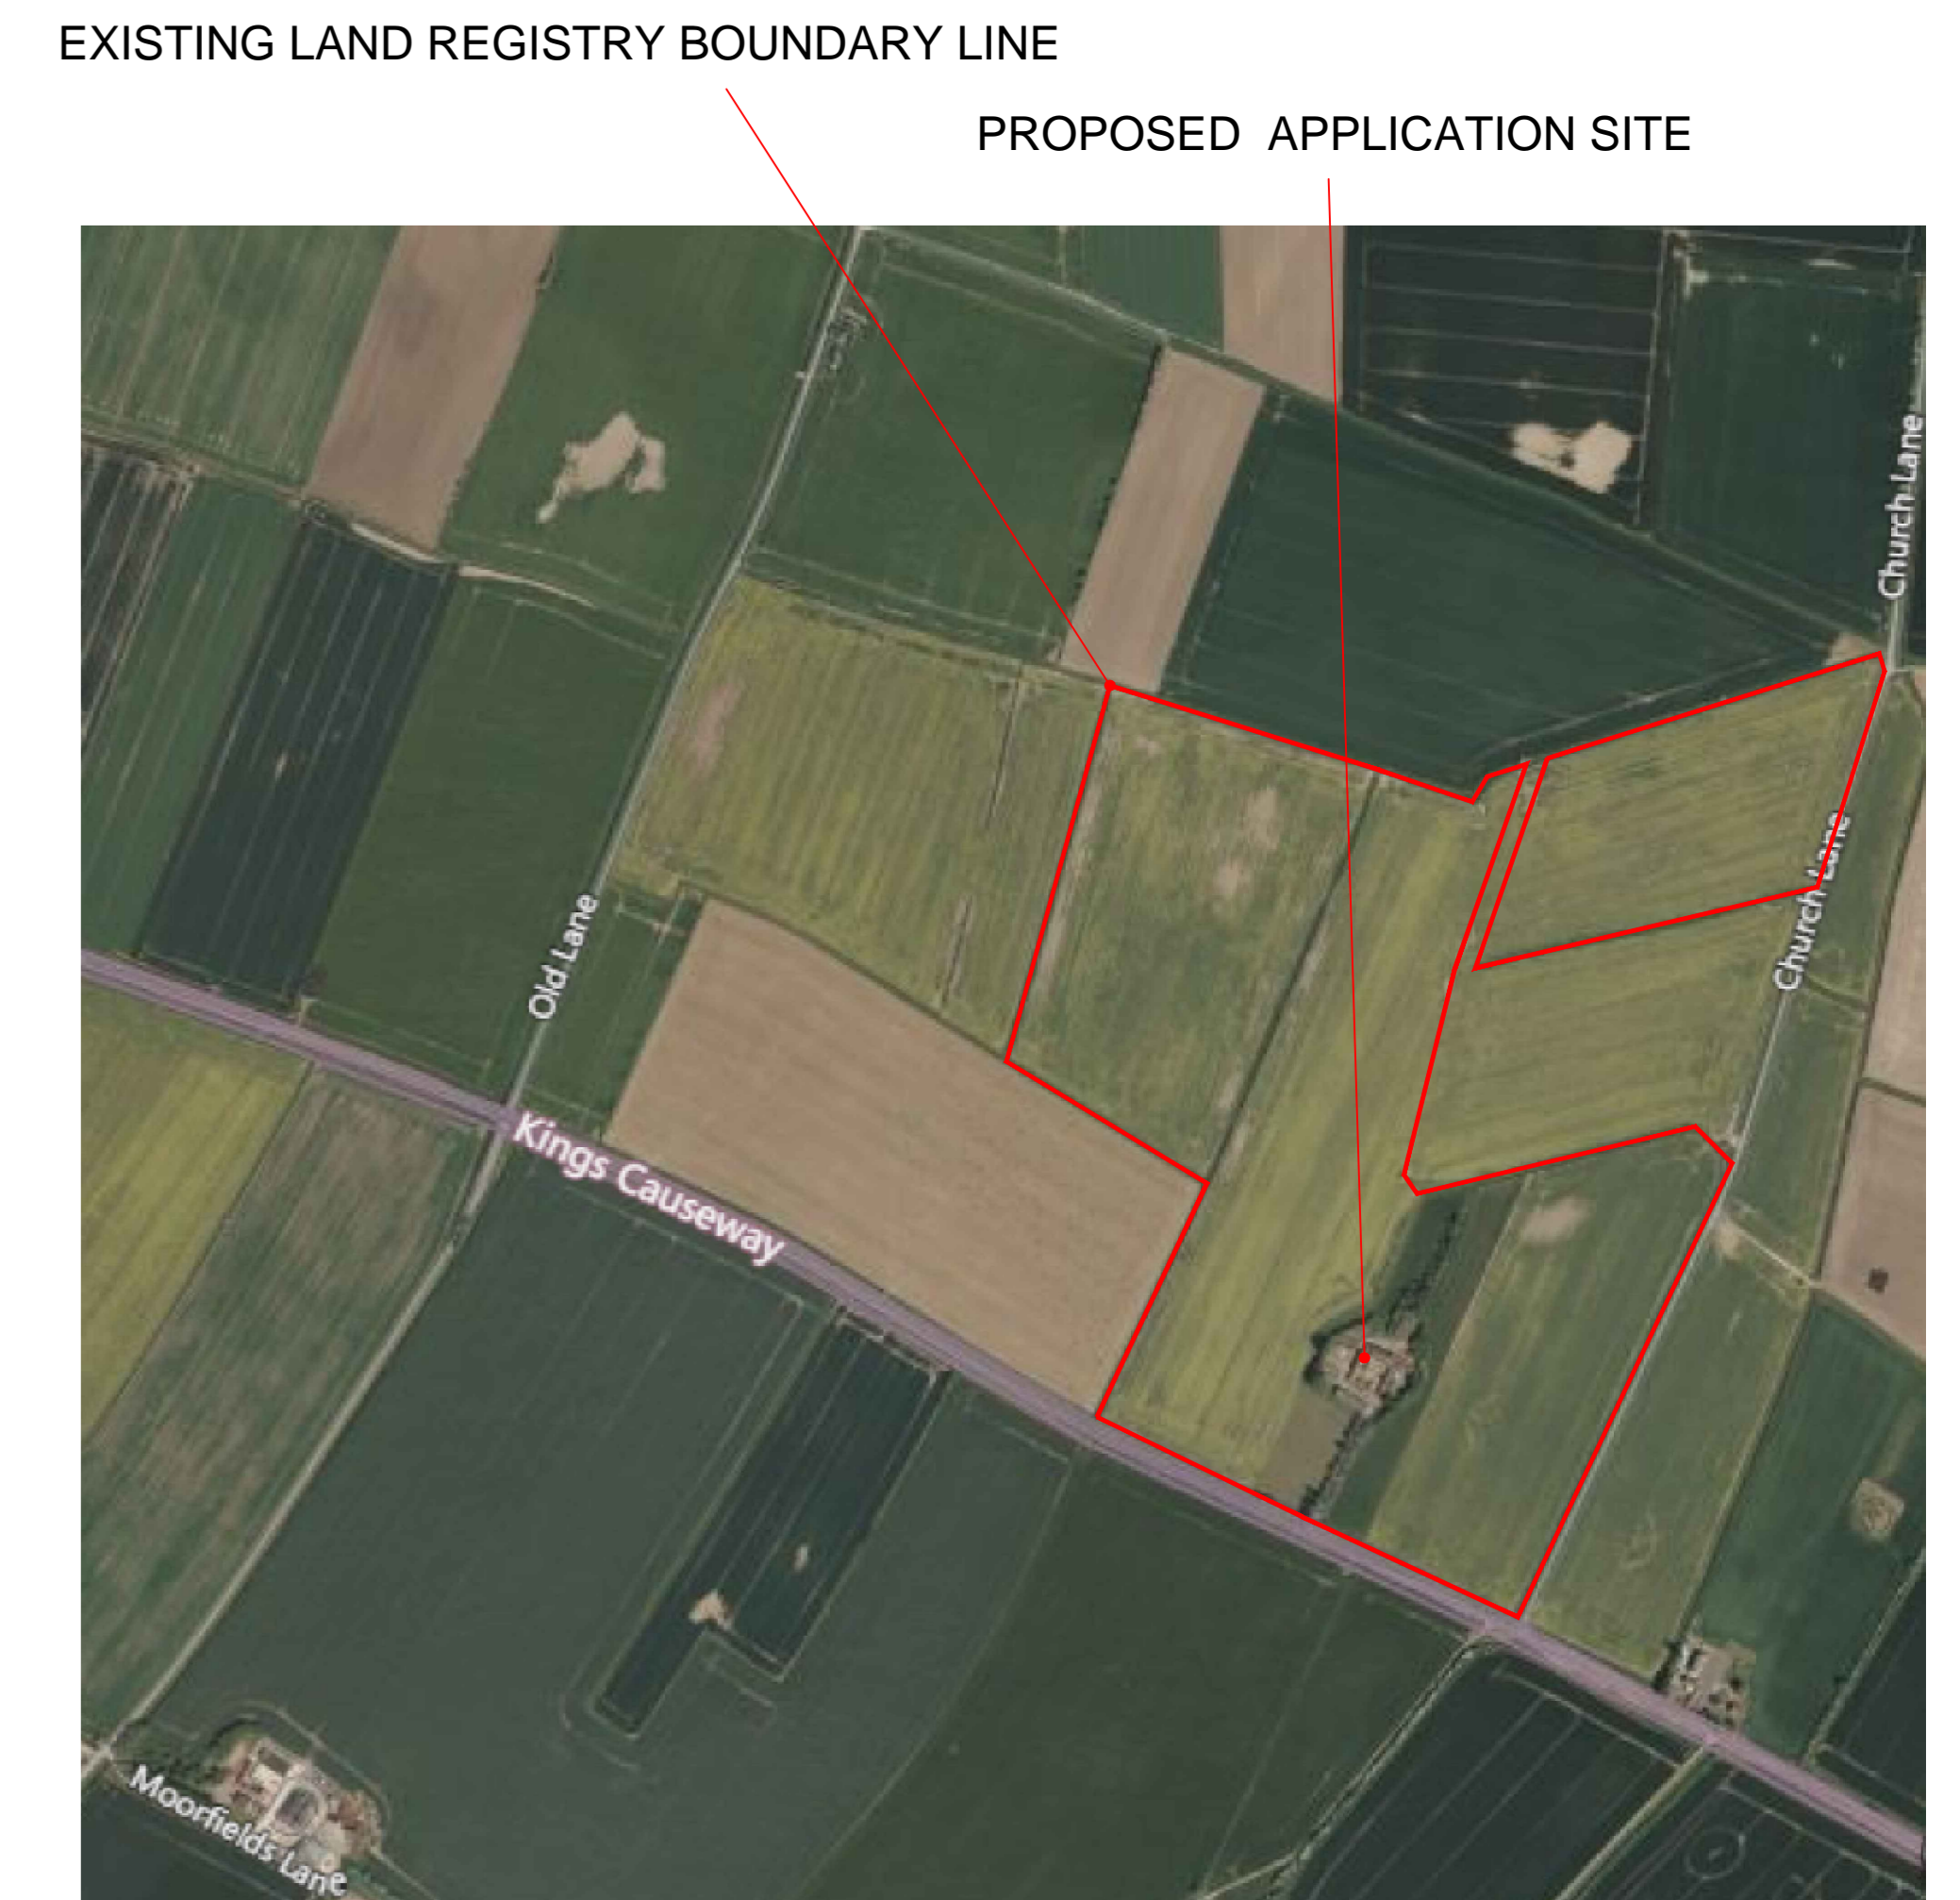 EXISTING LAND REGISTRY BOUNDARY LINE
PROPOSED APPLICATION SITE
Church Lane
Church Lane
Old Lane
Kings Causeway
Moorfields Lane